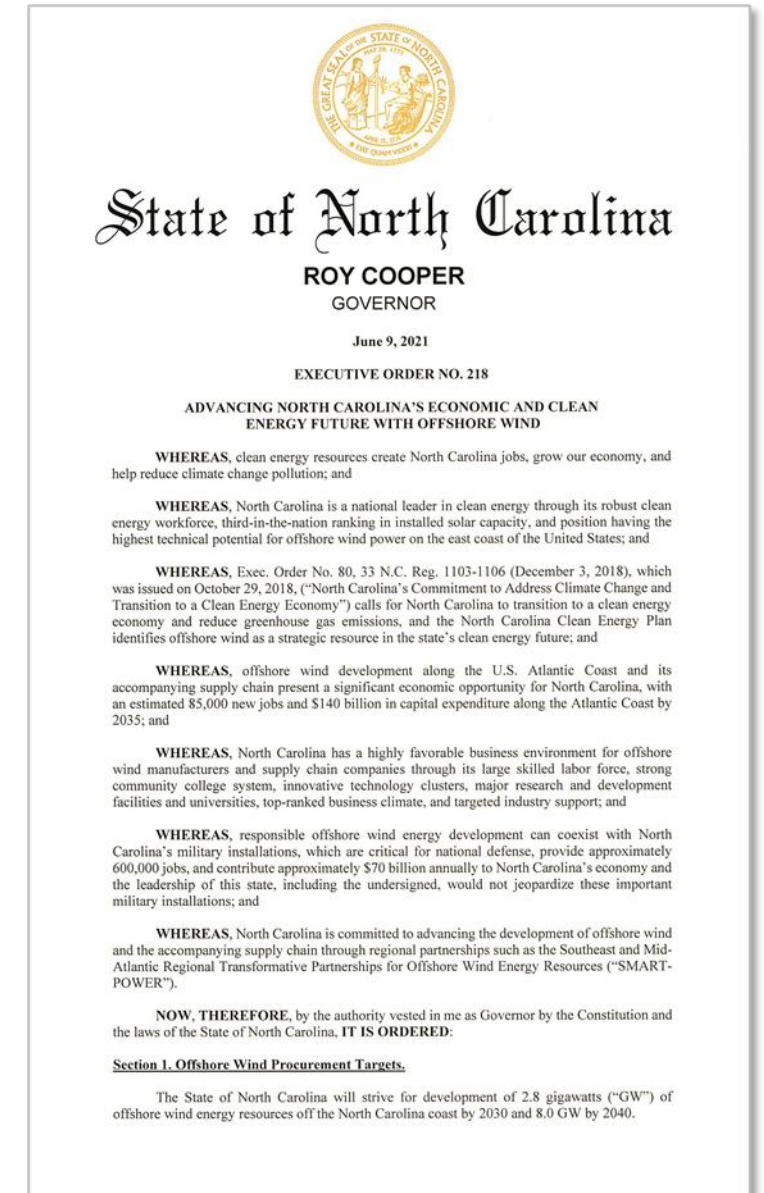 THE GREAT SEAL OF THE STATE OF NORTH CAROLINA
MAY 20, 1775
APRIL 12, 1776
ESSE QUAM VIDERI
State of North Carolina
ROY COOPER
GOVERNOR
June 9, 2021
EXECUTIVE ORDER NO. 218
ADVANCING NORTH CAROLINA’S ECONOMIC AND CLEAN
ENERGY FUTURE WITH OFFSHORE WIND
WHEREAS, clean energy resources create North Carolina jobs, grow our economy, and
help reduce climate change pollution; and
WHEREAS, North Carolina is a national leader in clean energy through its robust clean
energy workforce, third-in-the-nation ranking in installed solar capacity, and position having the
highest technical potential for offshore wind power on the east coast of the United States; and
WHEREAS, Exec. Order No. 80, 33 N.C. Reg. 1103-1106 (December 3, 2018), which
was issued on October 29, 2018, (“North Carolina’s Commitment to Address Climate Change and
Transition to a Clean Energy Economy”) calls for North Carolina to transition to a clean energy
economy and reduce greenhouse gas emissions, and the North Carolina Clean Energy Plan
identifies offshore wind as a strategic resource in the state’s clean energy future; and
WHEREAS, offshore wind development along the U.S. Atlantic Coast and its
accompanying supply chain present a significant economic opportunity for North Carolina, with
an estimated 85,000 new jobs and $140 billion in capital expenditure along the Atlantic Coast by
2035; and
WHEREAS, North Carolina has a highly favorable business environment for offshore
wind manufacturers and supply chain companies through its large skilled labor force, strong
community college system, innovative technology clusters, major research and development
facilities and universities, top-ranked business climate, and targeted industry support; and
WHEREAS, responsible offshore wind energy development can coexist with North
Carolina’s military installations, which are critical for national defense, provide approximately
600,000 jobs, and contribute approximately $70 billion annually to North Carolina’s economy and
the leadership of this state, including the undersigned, would not jeopardize these important
military installations; and
WHEREAS, North Carolina is committed to advancing the development of offshore wind
and the accompanying supply chain through regional partnerships such as the Southeast and Mid-
Atlantic Regional Transformative Partnerships for Offshore Wind Energy Resources (“SMART-
POWER”).
NOW, THEREFORE, by the authority vested in me as Governor by the Constitution and
the laws of the State of North Carolina, IT IS ORDERED:
Section 1. Offshore Wind Procurement Targets.
The State of North Carolina will strive for development of 2.8 gigawatts (“GW”) of
offshore wind energy resources off the North Carolina coast by 2030 and 8.0 GW by 2040.